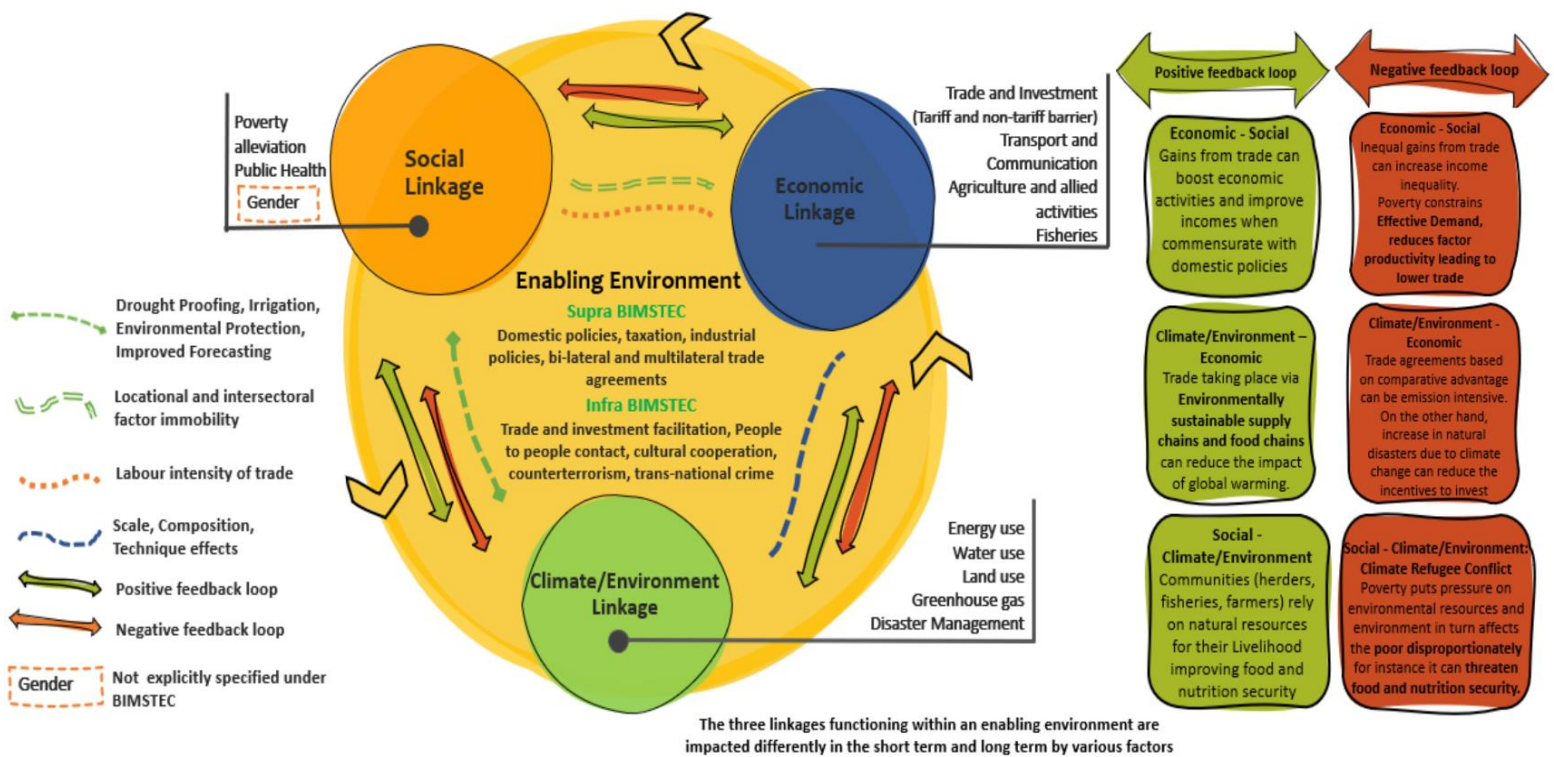 Poverty
alleviation
Public Health
Gender
Social
Linkage
Economic
Linkage
Trade and Investment
(Tariff and non-tariff barrier)
Transport and
Communication
Agriculture and allied
activities
Fisheries
Enabling Environment
Supra BIMSTEC
Domestic policies, taxation, industrial
policies, bi-lateral and multilateral trade
agreements
Infra BIMSTEC
Trade and investment facilitation, People
to people contact, cultural cooperation,
counterterrorism, trans-national crime
Climate/Environment
Linkage
Energy use
Water use
Land use
Greenhouse gas
Disaster Management
Drought Proofing, Irrigation,
Environmental Protection,
Improved Forecasting
Locational and intersectoral
factor immobility
Labour intensity of trade
Scale, Composition,
Technique effects
Positive feedback loop
Negative feedback loop
Gender
Not explicitly specified under
BIMSTEC
Positive feedback loop
Economic - Social
Gains from trade can
boost economic
activities and improve
incomes when
commensurate with
domestic policies
Climate/Environment –
Economic
Trade taking place via
Environmentally
sustainable supply
chains and food chains
can reduce the impact
of global warming.
Social -
Climate/Environment
Communities (herders,
fisheries, farmers) rely
on natural resources
for their Livelihood
improving food and
nutrition security
Negative feedback loop
Economic - Social
Inequal gains from trade
can increase income
inequality.
Poverty constrains
Effective Demand,
reduces factor
productivity leading to
lower trade
Climate/Environment -
Economic
Trade agreements based
on comparative advantage
can be emission intensive.
On the other hand,
increase in natural
disasters due to climate
change can reduce the
incentives to invest
Social - Climate/Environment:
Climate Refugee Conflict
Poverty puts pressure on
environmental resources and
environment in turn affects
the poor disproportionately
for instance it can threaten
food and nutrition security.
The three linkages functioning within an enabling environment are
impacted differently in the short term and long term by various factors